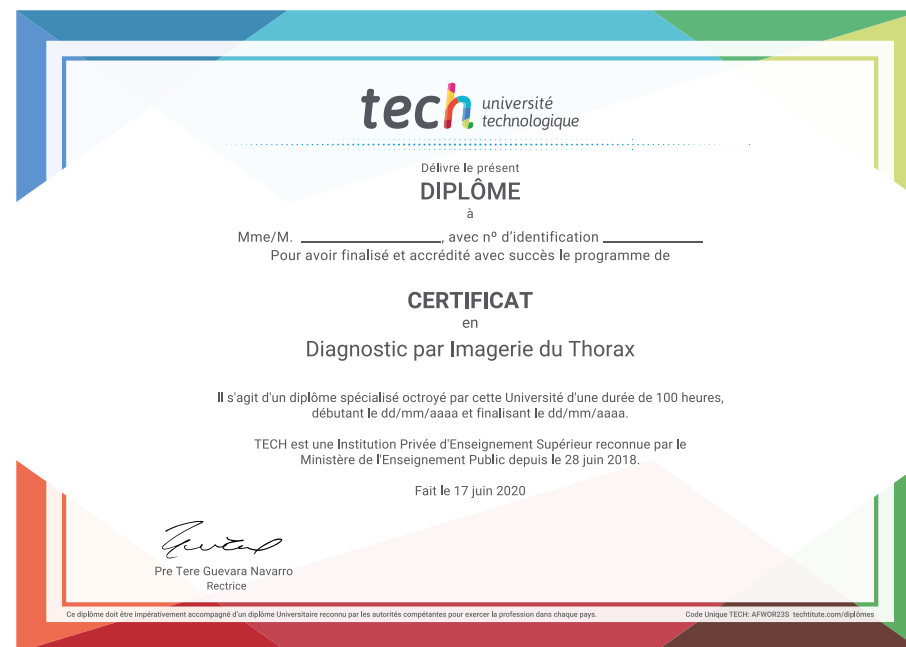 tech université
technologique
Délivre le présent
DIPLÔME
à
Mme/M. ____________________, avec nº d'identification ______________
Pour avoir finalisé et accrédité avec succès le programme de
CERTIFICAT
en
Diagnostic par Imagerie du Thorax
Il s'agit d'un diplôme spécialisé octroyé par cette Université d'une durée de 100 heures,
débutant le dd/mm/aaaa et finalisant le dd/mm/aaaa.
TECH est une Institution Privée d'Enseignement Supérieur reconnue par le
Ministère de l'Enseignement Public depuis le 28 juin 2018.
Fait le 17 juin 2020
Pre Tere Guevara Navarro
Rectrice
Ce diplôme doit être impérativement accompagné d'un diplôme Universitaire reconnu par les autorités compétentes pour exercer la profession dans chaque pays.
Code Unique TECH: AFWOR23S techtitute.com/diplômes